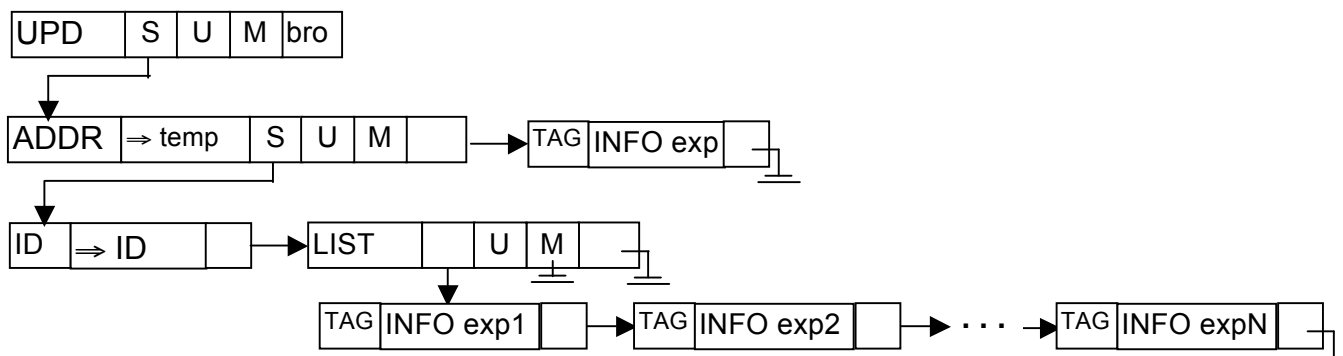 UPD S U M bro
ADDR ⇒ temp S U M TAG INFO exp
ID ⇒ ID LIST U M
TAG INFO exp1 TAG INFO exp2 . . . TAG INFO expN